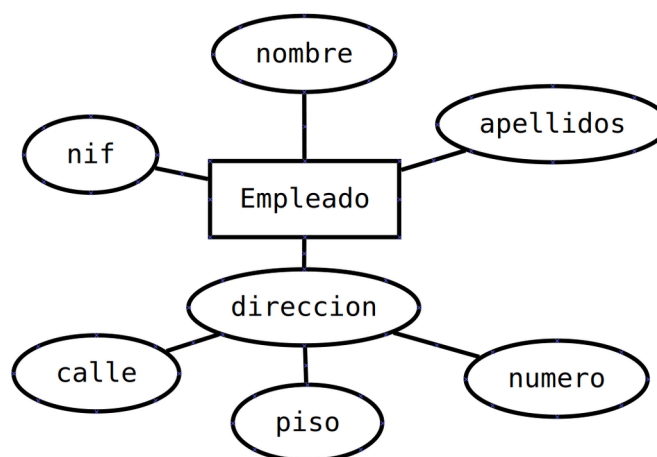 nombre
apellidos
nif
Empleado
direccion
calle
numero
piso